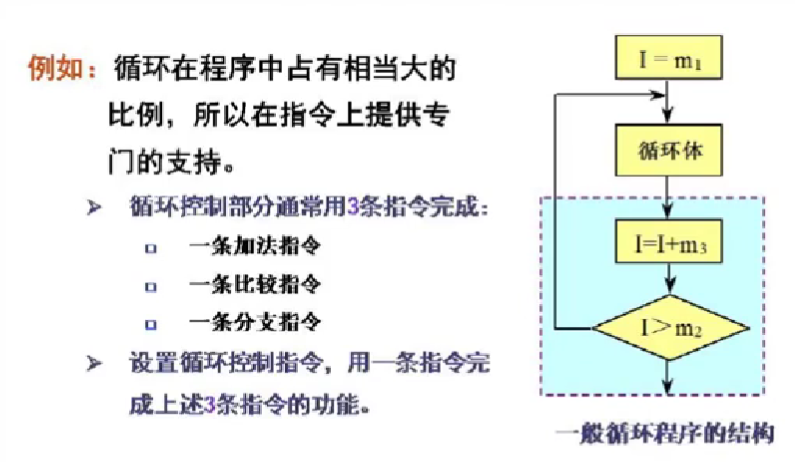 例如：循环在程序中占有相当大的
比例，所以在指令上提供专
门的支持。
循环控制部分通常用3条指令完成：
一条加法指令
一条比较指令
一条分支指令
设置循环控制指令，用一条指令完
成上述3条指令的功能。
I = m₁
循环体
I=I+m₃
I＞m₂
一般循环程序的结构